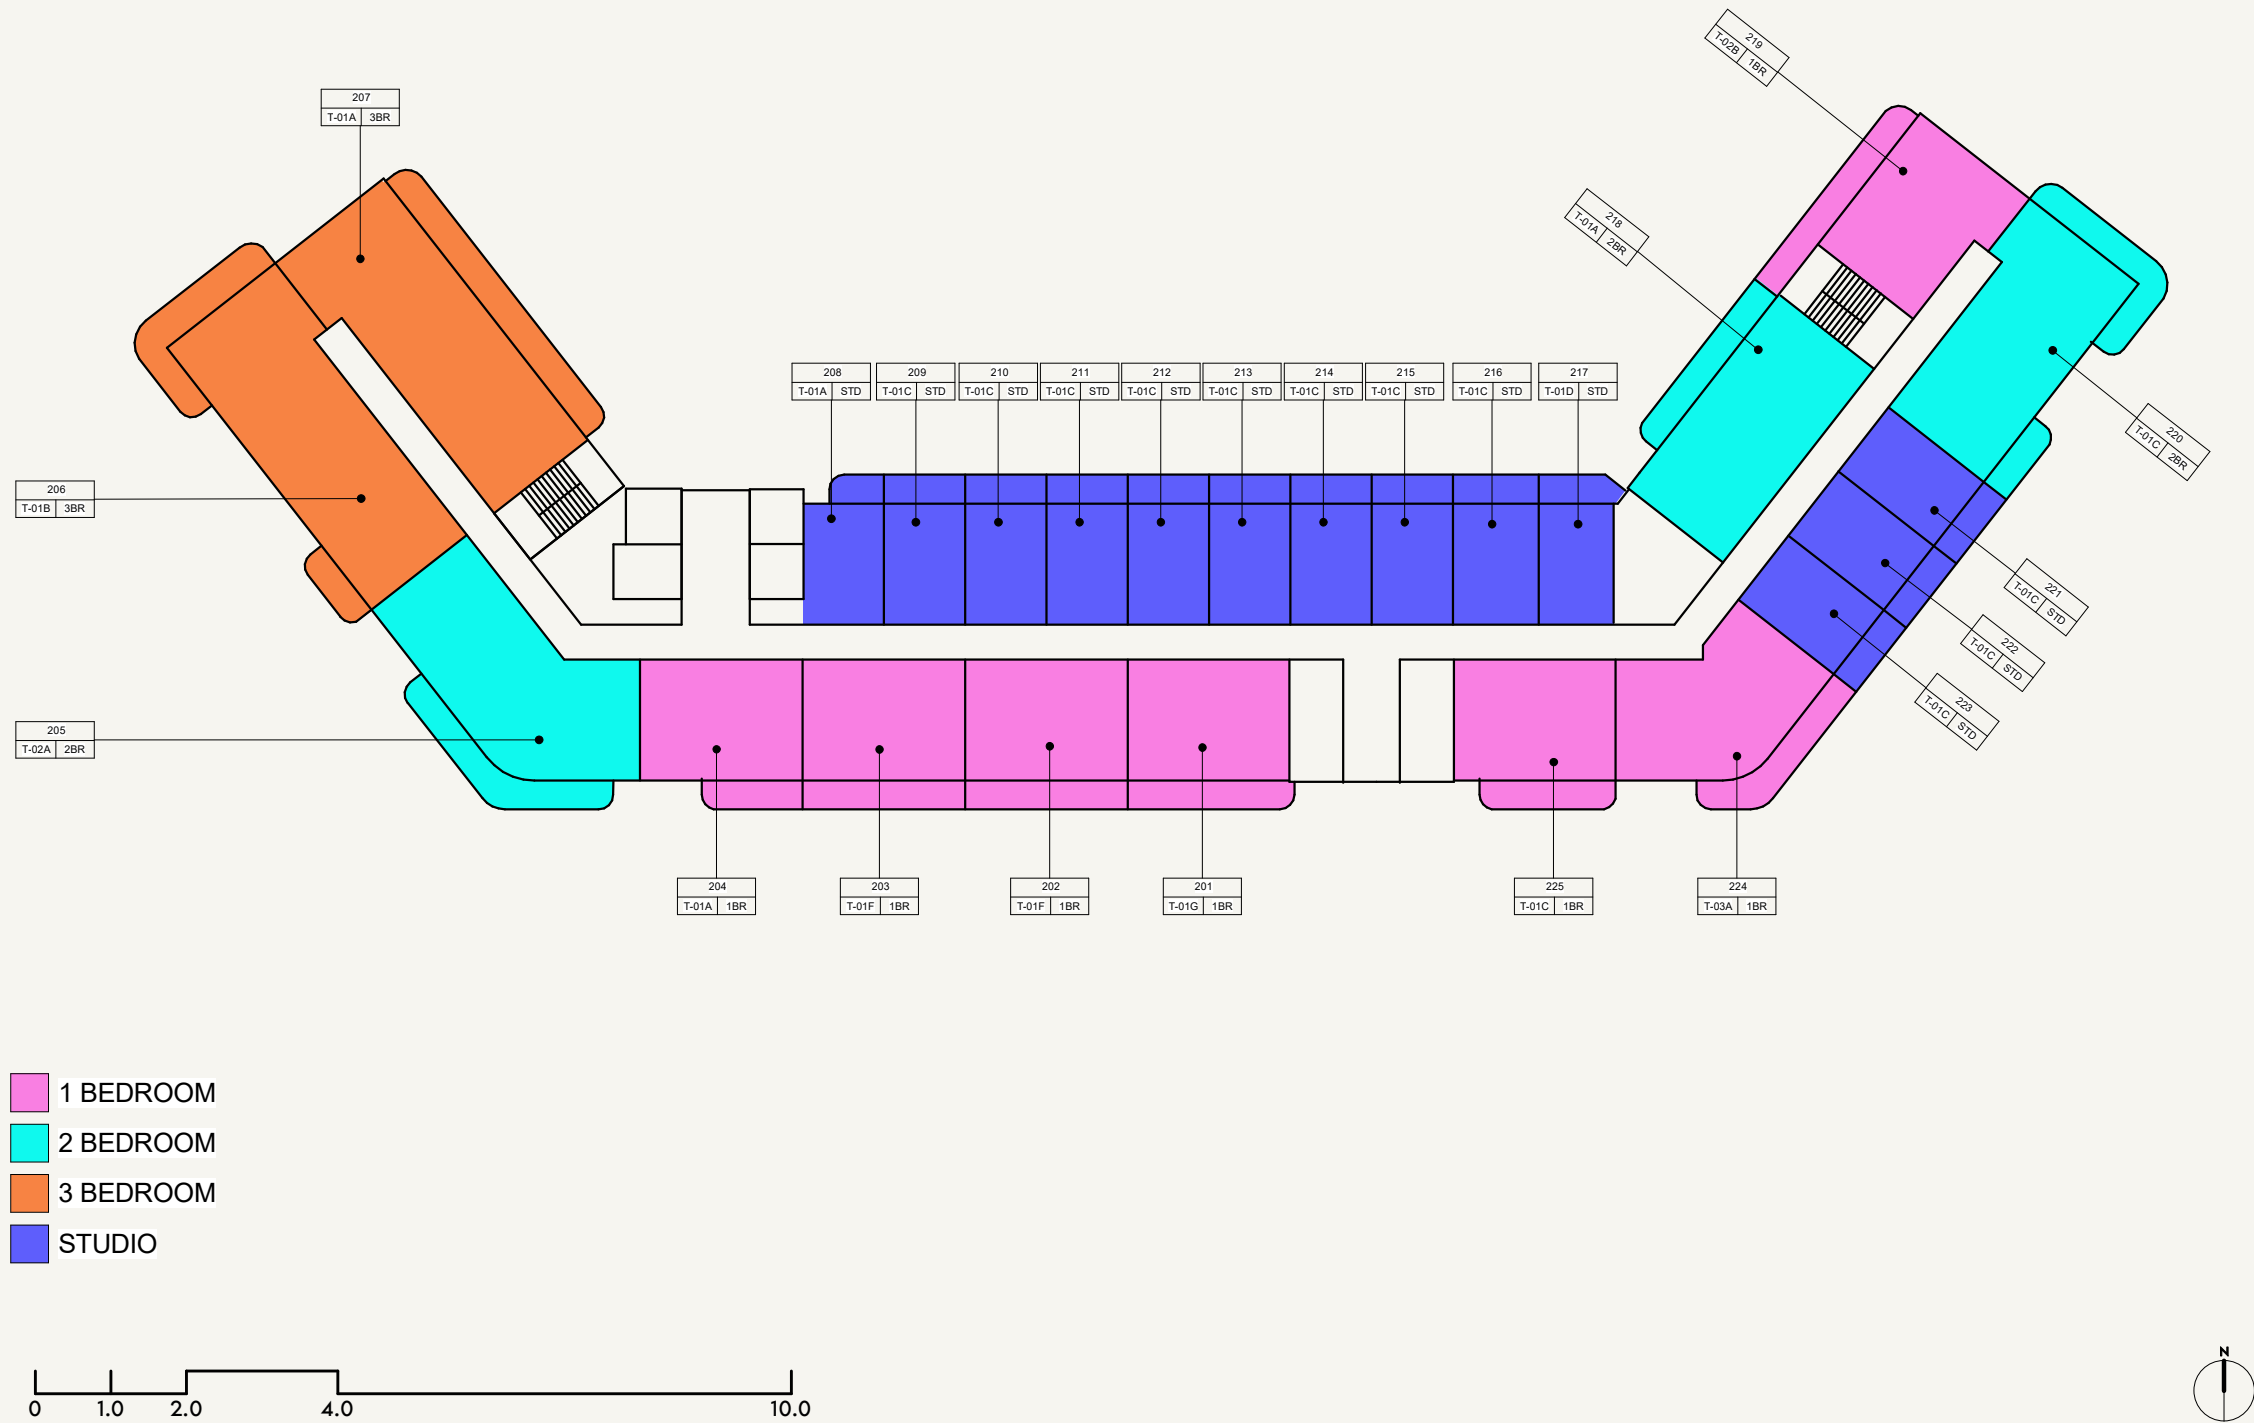 219
T-02B 1BR
207
T-01A 3BR
218
T-01A 2BR
208
T-01A STD
209
T-01C STD
210
T-01C STD
211
T-01C STD
212
T-01C STD
213
T-01C STD
214
T-01C STD
215
T-01C STD
216
T-01C STD
217
T-01D STD
220
T-01C 2BR
206
T-01B 3BR
221
T-01C STD
222
T-01C STD
223
T-01C STD
205
T-02A 2BR
204
T-01A 1BR
203
T-01F 1BR
202
T-01F 1BR
201
T-01G 1BR
225
T-01C 1BR
224
T-03A 1BR
1 BEDROOM
2 BEDROOM
3 BEDROOM
STUDIO
0 1.0 2.0 4.0 10.0
N